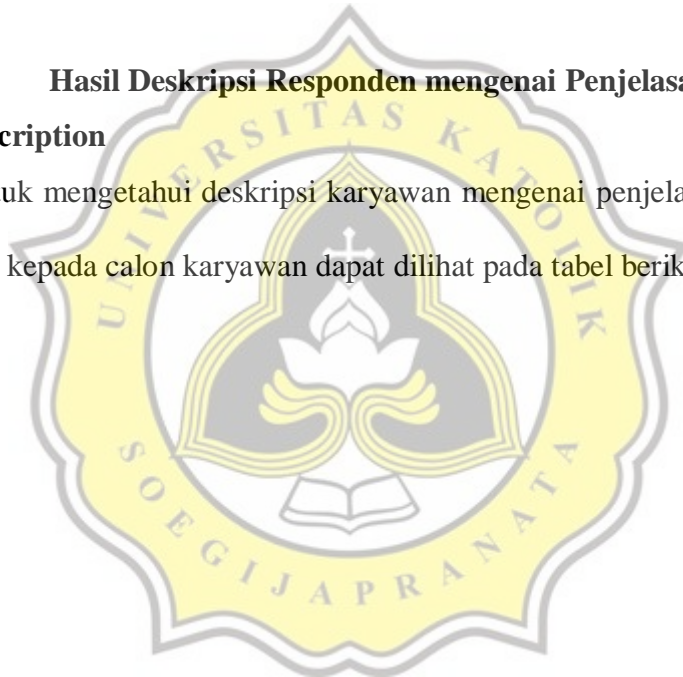 Hasil Deskripsi Responden mengenai Penjelasa
cription
uk mengetahui deskripsi karyawan mengenai penjela
kepada calon karyawan dapat dilihat pada tabel berik
UNIVERSITAS KATOLIK
SOEGIJAPRANATA